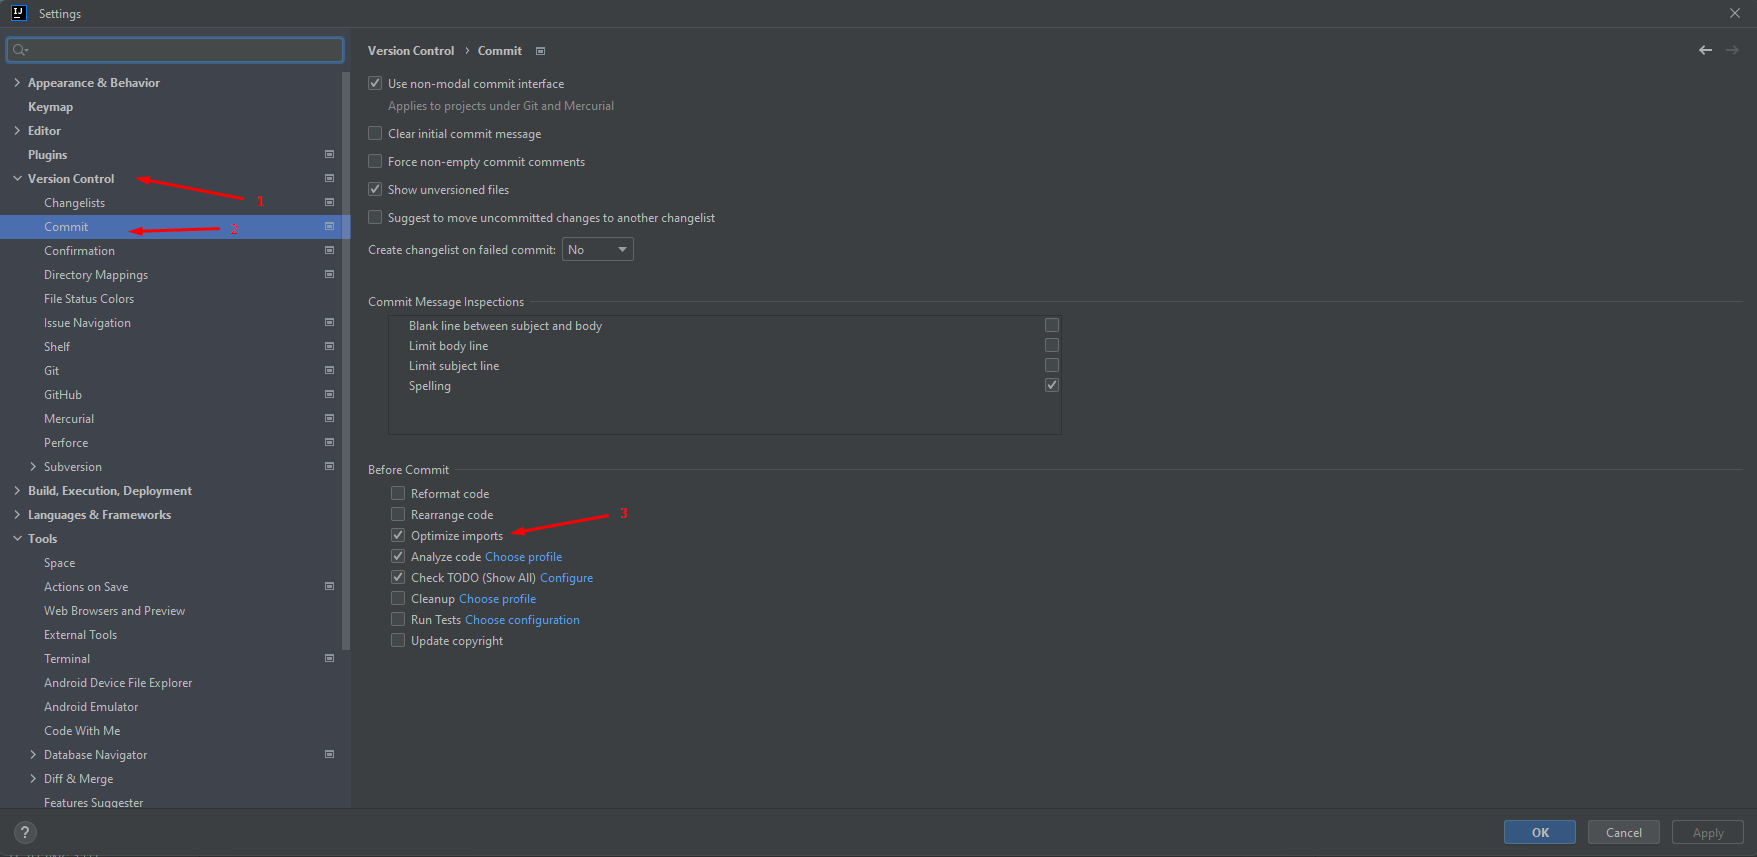 IJ Settings
Appearance & Behavior
Keymap
Editor
Plugins
Version Control
1
Changelists
Commit
2
Confirmation
Directory Mappings
File Status Colors
Issue Navigation
Shelf
Git
GitHub
Mercurial
Perforce
Subversion
Build, Execution, Deployment
Languages & Frameworks
Tools
Space
Actions on Save
Web Browsers and Preview
External Tools
Terminal
Android Device File Explorer
Android Emulator
Code With Me
Database Navigator
Diff & Merge
Features Suggester
Version Control › Commit
Use non-modal commit interface
Applies to projects under Git and Mercurial
Clear initial commit message
Force non-empty commit comments
Show unversioned files
Suggest to move uncommitted changes to another changelist
Create changelist on failed commit: No
Commit Message Inspections
Blank line between subject and body
Limit body line
Limit subject line
Spelling
Before Commit
Reformat code
Rearrange code
3
Optimize imports
Analyze code Choose profile
Check TODO (Show All) Configure
Cleanup Choose profile
Run Tests Choose configuration
Update copyright
?
OK Cancel Apply